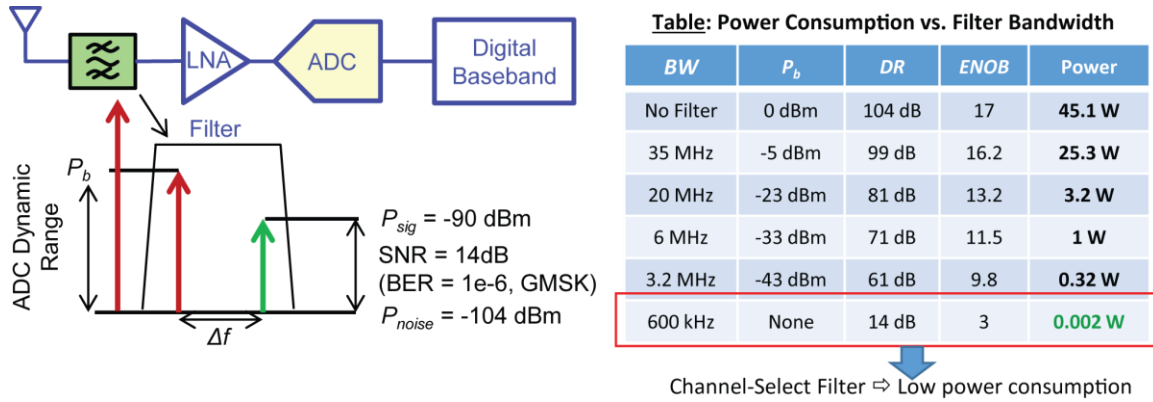 LNA
ADC
Digital
Baseband
Filter
P_b
ADC Dynamic
Range
P_sig = -90 dBm
SNR = 14dB
(BER = 1e-6, GMSK)
P_noise = -104 dBm
Δf
Table: Power Consumption vs. Filter Bandwidth
BW P_b DR ENOB Power
No Filter 0 dBm 104 dB 17 45.1 W
35 MHz -5 dBm 99 dB 16.2 25.3 W
20 MHz -23 dBm 81 dB 13.2 3.2 W
6 MHz -33 dBm 71 dB 11.5 1 W
3.2 MHz -43 dBm 61 dB 9.8 0.32 W
600 kHz None 14 dB 3 0.002 W
Channel-Select Filter ⇨ Low power consumption